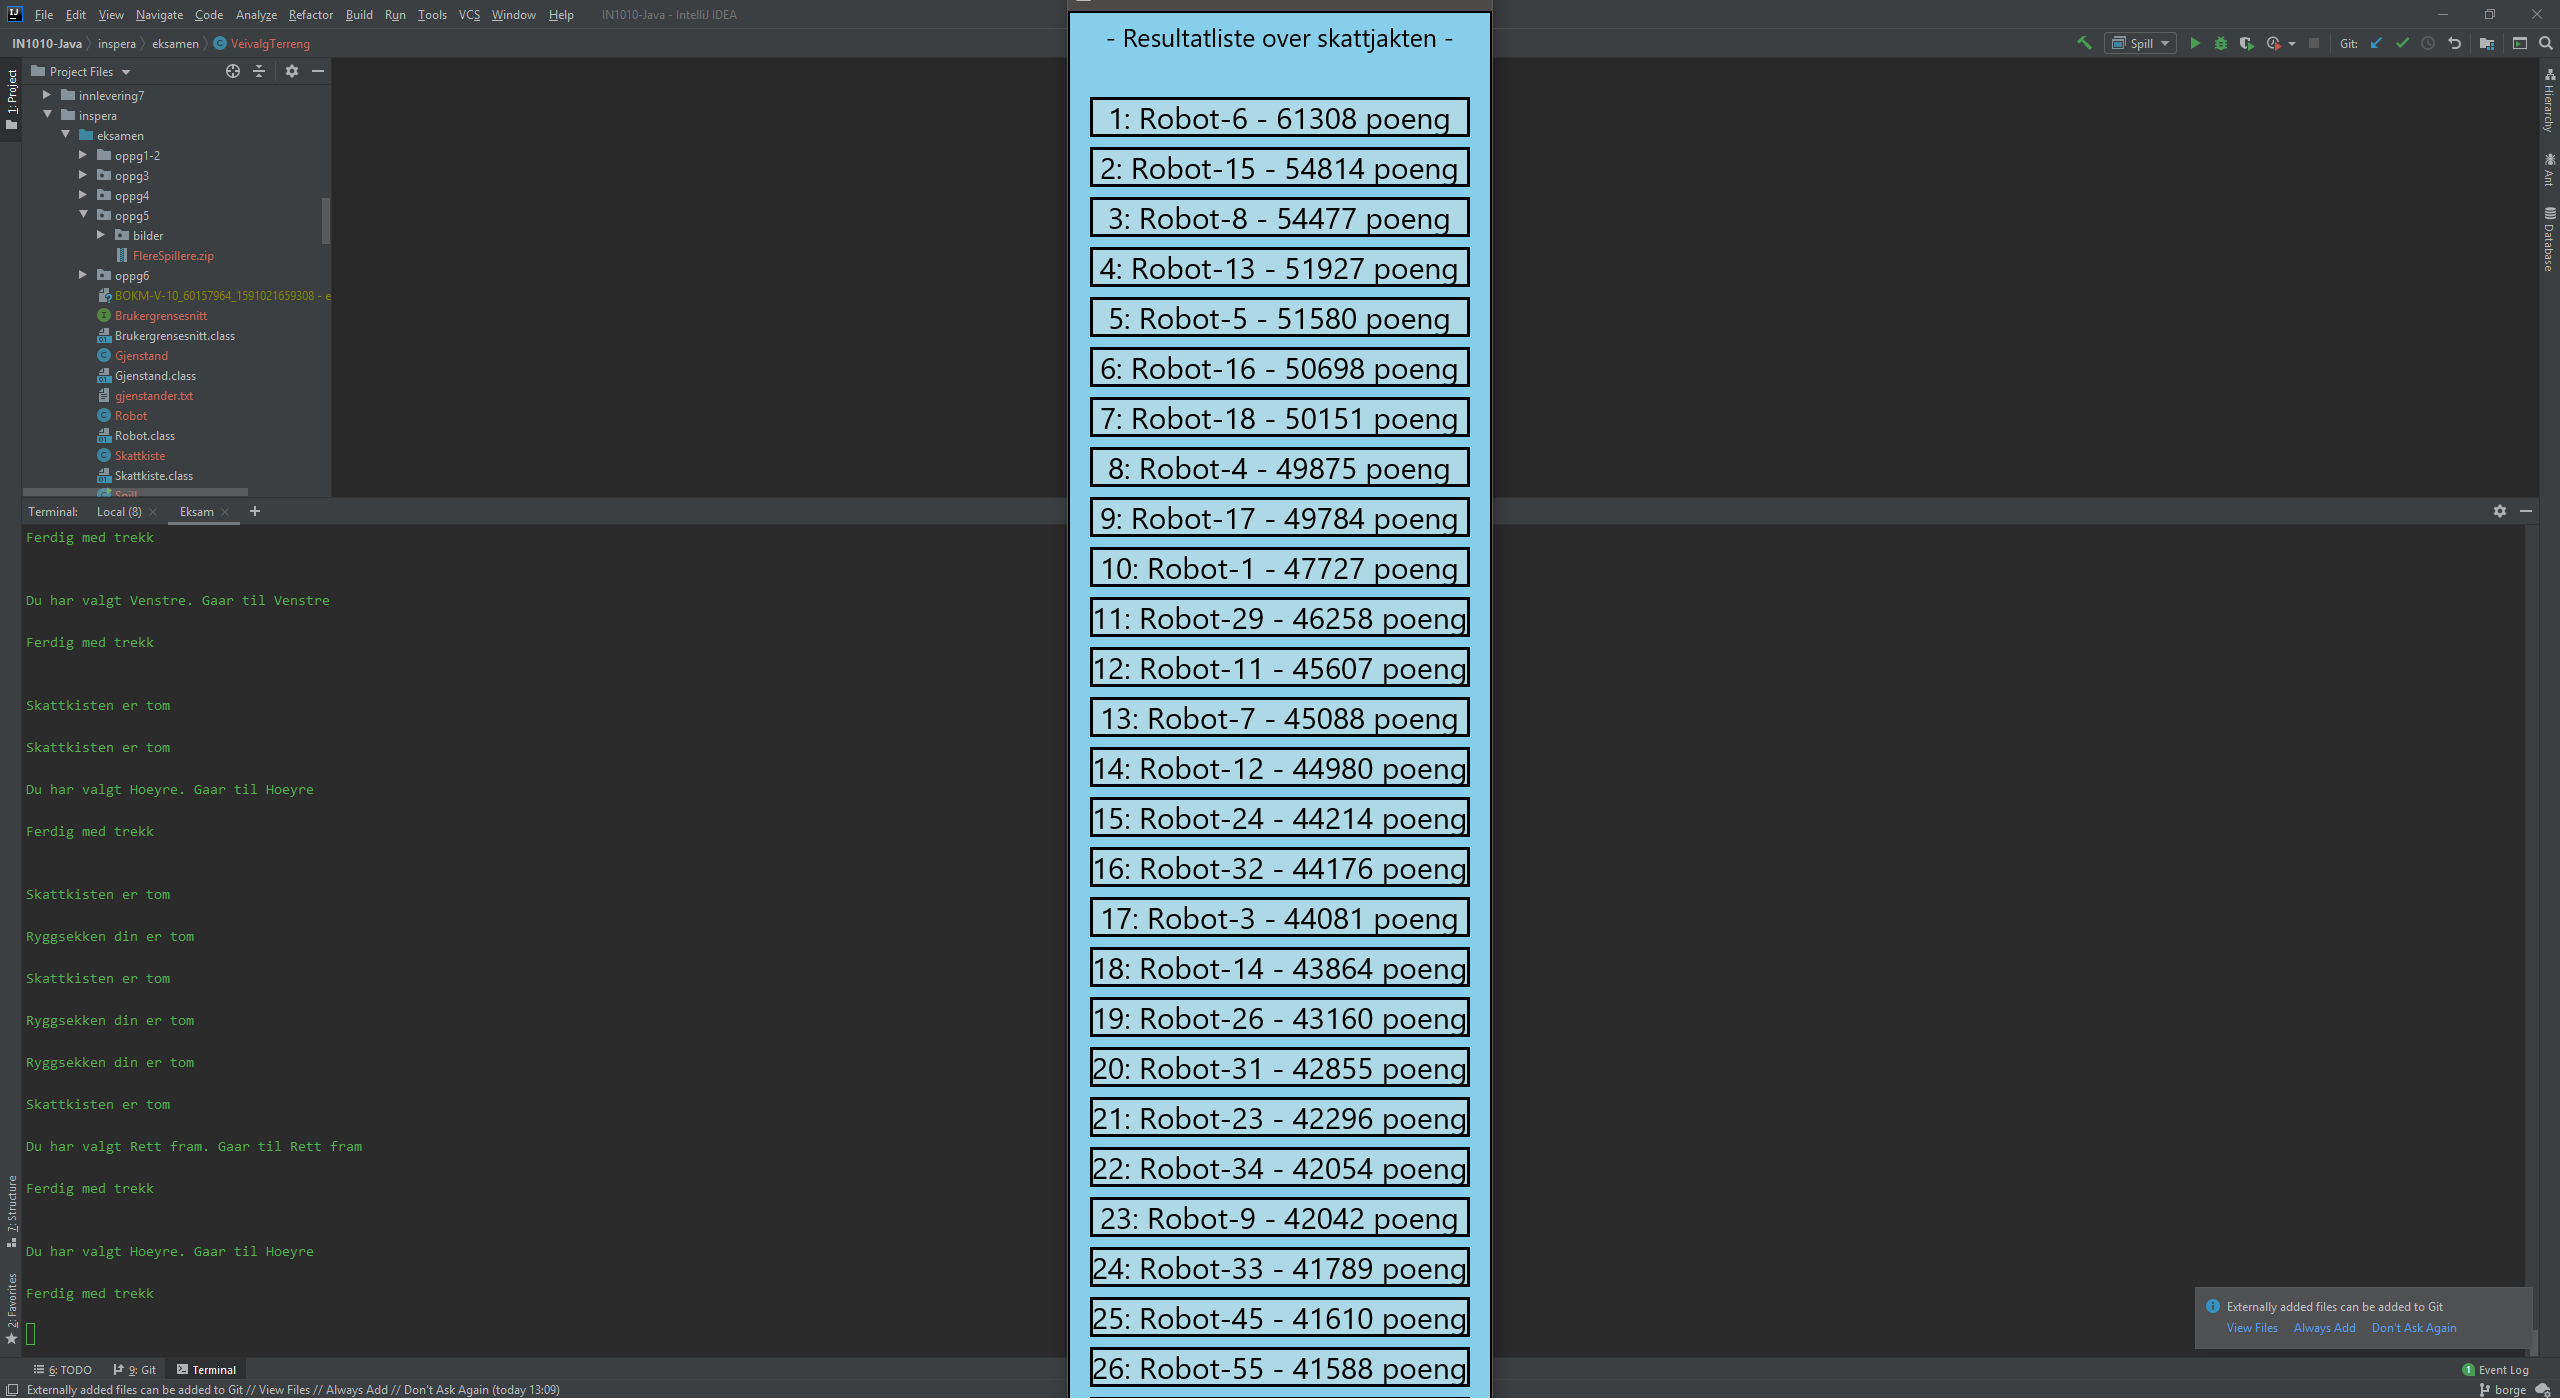 File Edit View Navigate Code Analyze Refactor Build Run Tools VCS Window Help IN1010-Java - IntelliJ IDEA
IN1010-Java inspera eksamen VeivalgTerreng
Spill Git:
1: Project
Project Files
innlevering7
inspera
eksamen
oppg1-2
oppg3
oppg4
oppg5
bilder
FlereSpillere.zip
oppg6
BOKM-V-10_60157964_1591021659308 - e
Brukergrensesnitt
Brukergrensesnitt.class
Gjenstand
Gjenstand.class
gjenstander.txt
Robot
Robot.class
Skattkiste
Skattkiste.class
Spill
Terminal: Local (8) Eksam
Ferdig med trekk
Du har valgt Venstre. Gaar til Venstre
Ferdig med trekk
Skattkisten er tom
Skattkisten er tom
Du har valgt Hoeyre. Gaar til Hoeyre
Ferdig med trekk
Skattkisten er tom
Ryggsekken din er tom
Skattkisten er tom
Ryggsekken din er tom
Ryggsekken din er tom
Skattkisten er tom
Du har valgt Rett fram. Gaar til Rett fram
Ferdig med trekk
Du har valgt Hoeyre. Gaar til Hoeyre
Ferdig med trekk
7: Structure
2: Favorites
- Resultatliste over skattjakten -
1: Robot-6 - 61308 poeng
2: Robot-15 - 54814 poeng
3: Robot-8 - 54477 poeng
4: Robot-13 - 51927 poeng
5: Robot-5 - 51580 poeng
6: Robot-16 - 50698 poeng
7: Robot-18 - 50151 poeng
8: Robot-4 - 49875 poeng
9: Robot-17 - 49784 poeng
10: Robot-1 - 47727 poeng
11: Robot-29 - 46258 poeng
12: Robot-11 - 45607 poeng
13: Robot-7 - 45088 poeng
14: Robot-12 - 44980 poeng
15: Robot-24 - 44214 poeng
16: Robot-32 - 44176 poeng
17: Robot-3 - 44081 poeng
18: Robot-14 - 43864 poeng
19: Robot-26 - 43160 poeng
20: Robot-31 - 42855 poeng
21: Robot-23 - 42296 poeng
22: Robot-34 - 42054 poeng
23: Robot-9 - 42042 poeng
24: Robot-33 - 41789 poeng
25: Robot-45 - 41610 poeng
26: Robot-55 - 41588 poeng
Hierarchy
Ant
Database
Externally added files can be added to Git
View Files Always Add Don't Ask Again
6: TODO 9: Git Terminal
1 Event Log
Externally added files can be added to Git // View Files // Always Add // Don't Ask Again (today 13:09)
borge